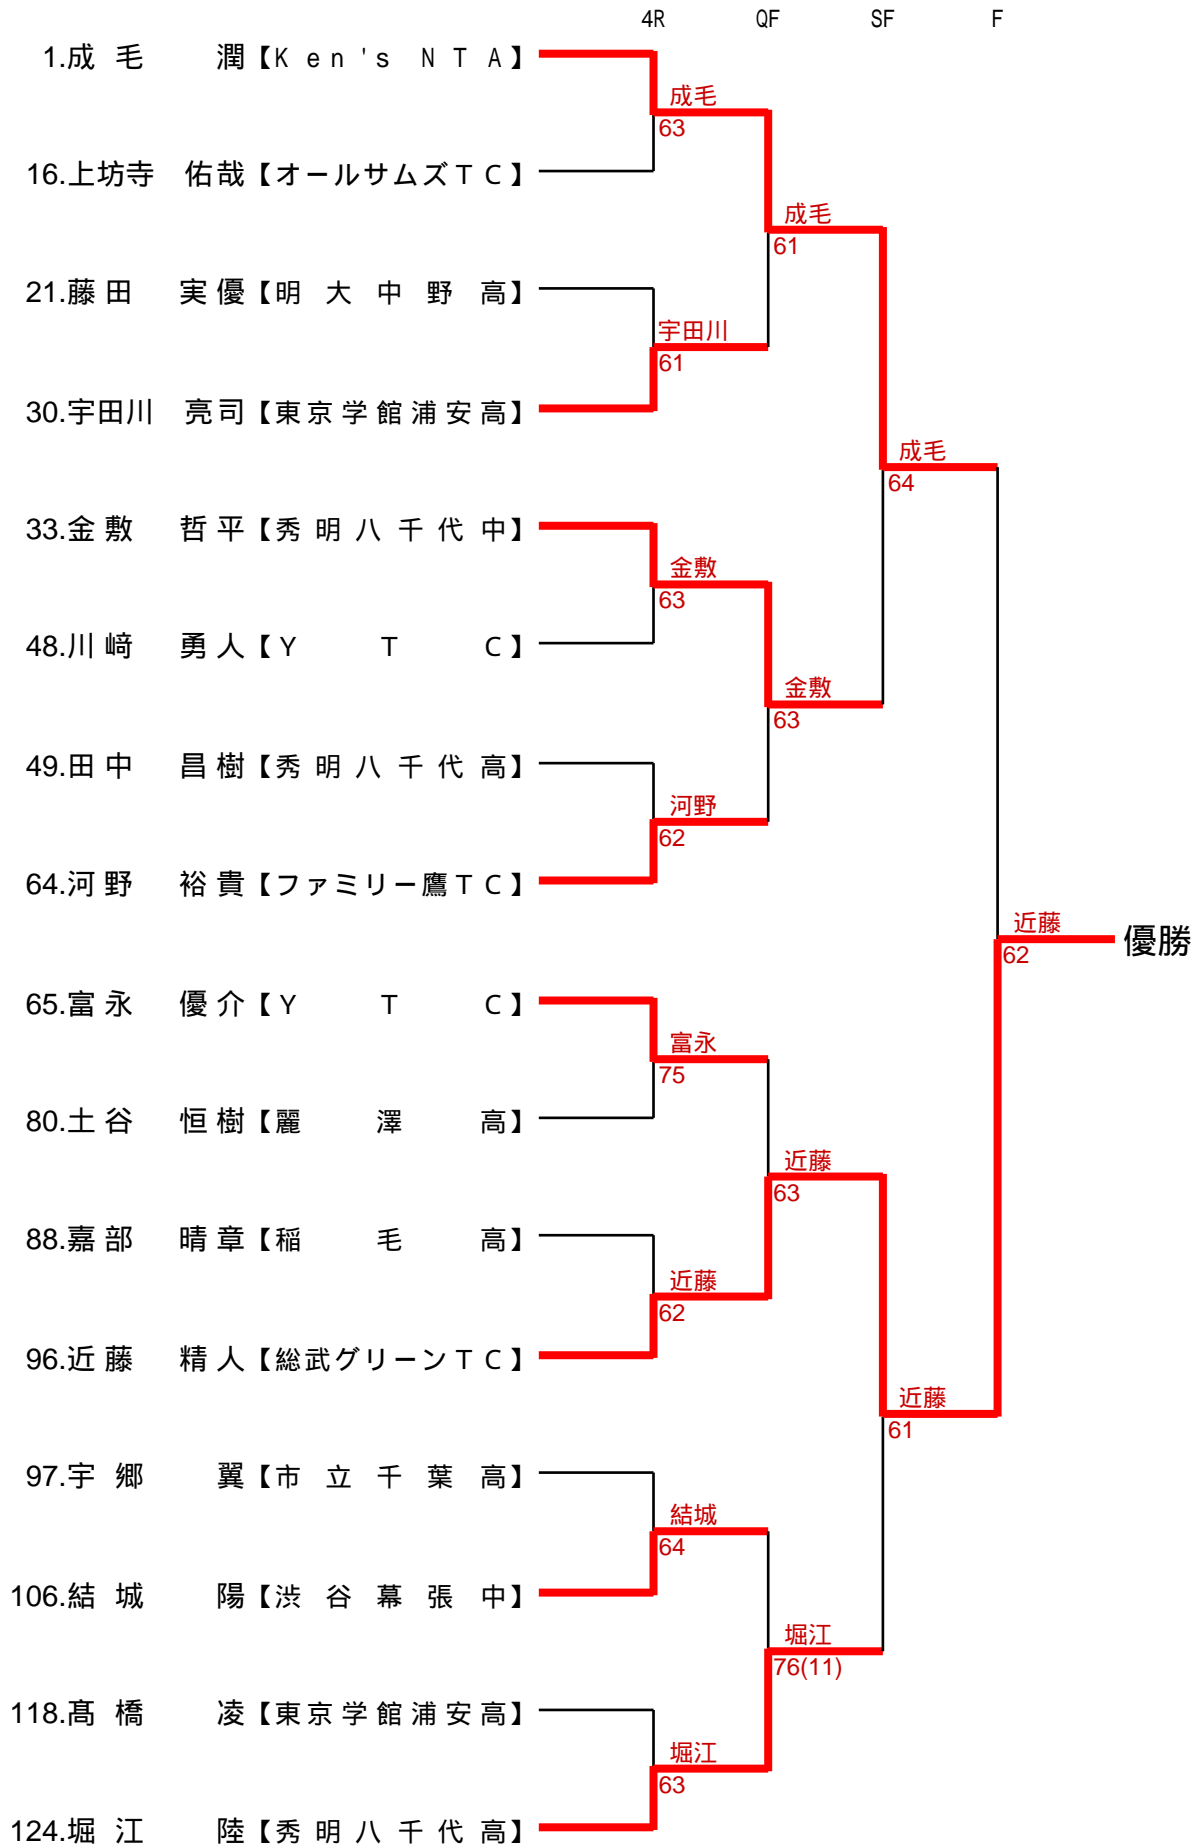 4R QF SF F
1.成毛 潤【Ken's NTA】
成毛
63
16.上坊寺 佑哉【オールサムズTC】
成毛
61
21.藤田 実優【明大中野高】
宇田川
61
30.宇田川 亮司【東京学館浦安高】
成毛
64
33.金敷 哲平【秀明八千代中】
金敷
63
48.川﨑 勇人【YTC】
金敷
63
49.田中 昌樹【秀明八千代高】
河野
62
64.河野 裕貴【ファミリー鷹TC】
近藤
優勝
62
65.富永 優介【YTC】
富永
75
80.土谷 恒樹【麗澤高】
近藤
63
88.嘉部 晴章【稲毛高】
近藤
62
96.近藤 精人【総武グリーンTC】
近藤
61
97.宇郷 翼【市立千葉高】
結城
64
106.結城 陽【渋谷幕張中】
堀江
76(11)
118.髙橋 凌【東京学館浦安高】
堀江
63
124.堀江 陸【秀明八千代高】